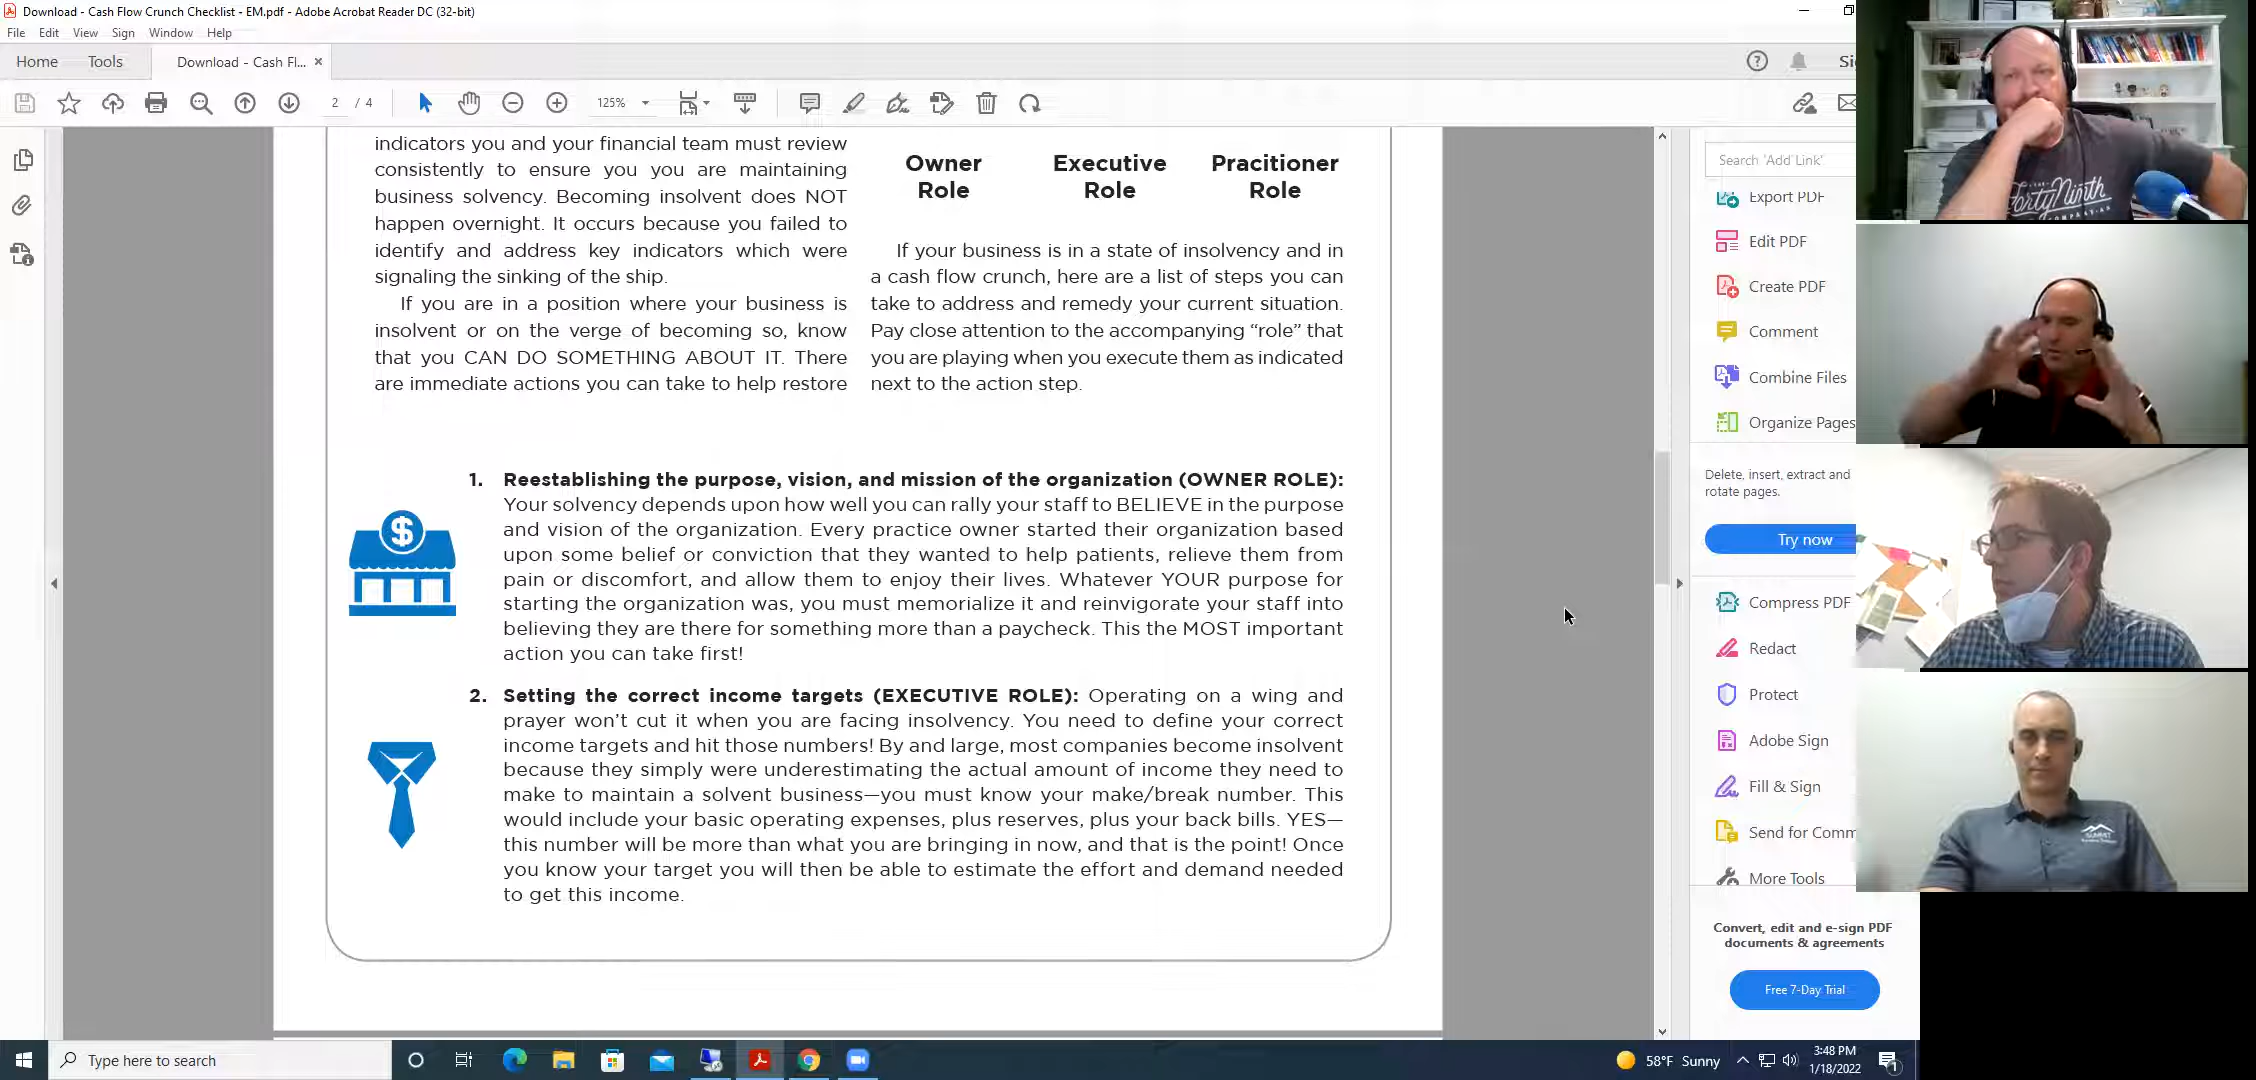 Download - Cash Flow Crunch Checklist - EM.pdf - Adobe Acrobat Reader DC (32-bit)
File Edit View Sign Window Help
Home Tools Download - Cash Fl... ×
2 / 4 125%
indicators you and your financial team must review
consistently to ensure you you are maintaining
business solvency. Becoming insolvent does NOT
happen overnight. It occurs because you failed to
identify and address key indicators which were
signaling the sinking of the ship.
If you are in a position where your business is
insolvent or on the verge of becoming so, know
that you CAN DO SOMETHING ABOUT IT. There
are immediate actions you can take to help restore
Owner Role
Executive Role
Practitioner Role
If your business is in a state of insolvency and in
a cash flow crunch, here are a list of steps you can
take to address and remedy your current situation.
Pay close attention to the accompanying “role” that
you are playing when you execute them as indicated
next to the action step.
1. Reestablishing the purpose, vision, and mission of the organization (OWNER ROLE):
Your solvency depends upon how well you can rally your staff to BELIEVE in the purpose
and vision of the organization. Every practice owner started their organization based
upon some belief or conviction that they wanted to help patients, relieve them from
pain or discomfort, and allow them to enjoy their lives. Whatever YOUR purpose for
starting the organization was, you must memorialize it and reinvigorate your staff into
believing they are there for something more than a paycheck. This the MOST important
action you can take first!
$
2. Setting the correct income targets (EXECUTIVE ROLE): Operating on a wing and
prayer won’t cut it when you are facing insolvency. You need to define your correct
income targets and hit those numbers! By and large, most companies become insolvent
because they simply were underestimating the actual amount of income they need to
make to maintain a solvent business—you must know your make/break number. This
would include your basic operating expenses, plus reserves, plus your back bills. YES—
this number will be more than what you are bringing in now, and that is the point! Once
you know your target you will then be able to estimate the effort and demand needed
to get this income.
Search 'Add Link'
Export PDF
Edit PDF
Create PDF
Comment
Combine Files
Organize Pages
Delete, insert, extract and
rotate pages.
Try now
Compress PDF
Redact
Protect
Adobe Sign
Fill & Sign
Send for Comm
More Tools
Convert, edit and e-sign PDF
documents & agreements
Free 7-Day Trial
Forty Ninth
SUMMIT
Type here to search
58°F Sunny
3:48 PM
1/18/2022
1